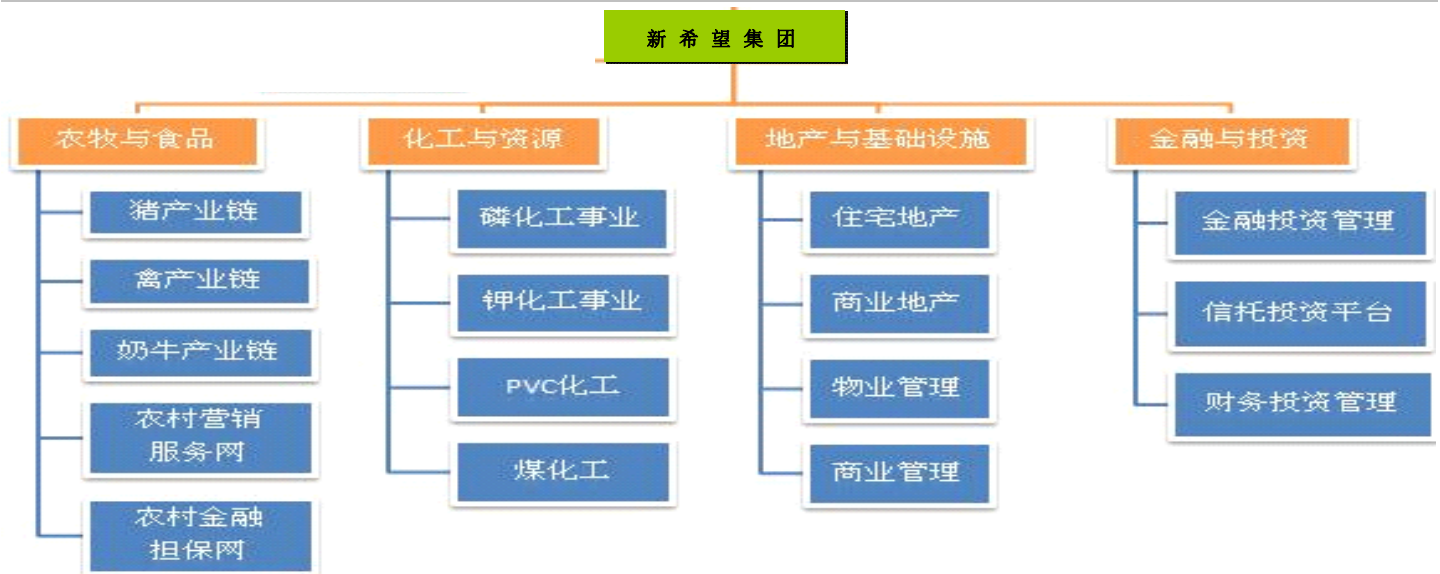 新希望集团
农牧与食品
猪产业链
禽产业链
奶牛产业链
农村营销
服务网
农村金融
担保网
化工与资源
磷化工事业
钾化工事业
PVC化工
煤化工
地产与基础设施
住宅地产
商业地产
物业管理
商业管理
金融与投资
金融投资管理
信托投资平台
财务投资管理